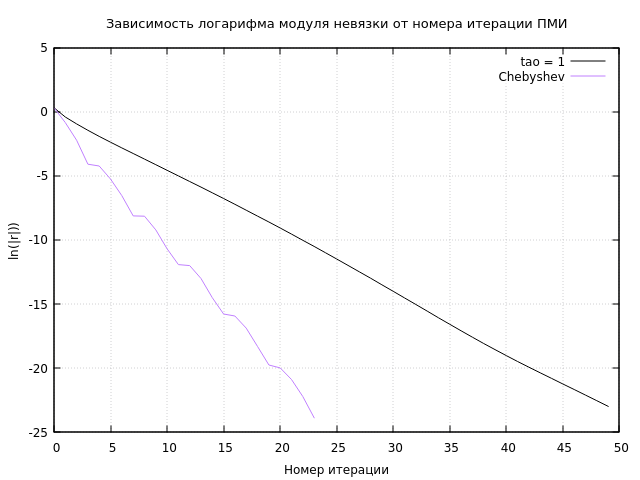 Зависимость логарифма модуля невязки от номера итерации ПМИ
tao = 1
Chebyshev
5
0
-5
-10
-15
-20
-25
ln(|r|))
0 5 10 15 20 25 30 35 40 45 50
Номер итерации